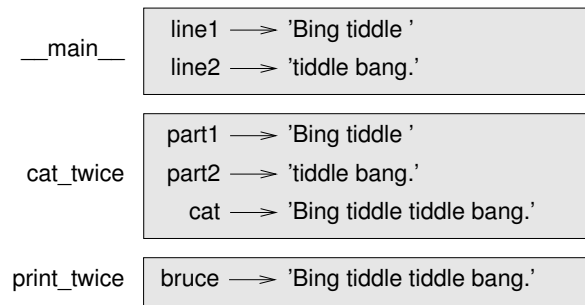 __main__
line1 ⟶ ’Bing tiddle ’
line2 ⟶ ’tiddle bang.’
cat_twice
part1 ⟶ ’Bing tiddle ’
part2 ⟶ ’tiddle bang.’
cat ⟶ ’Bing tiddle tiddle bang.’
print_twice
bruce ⟶ ’Bing tiddle tiddle bang.’